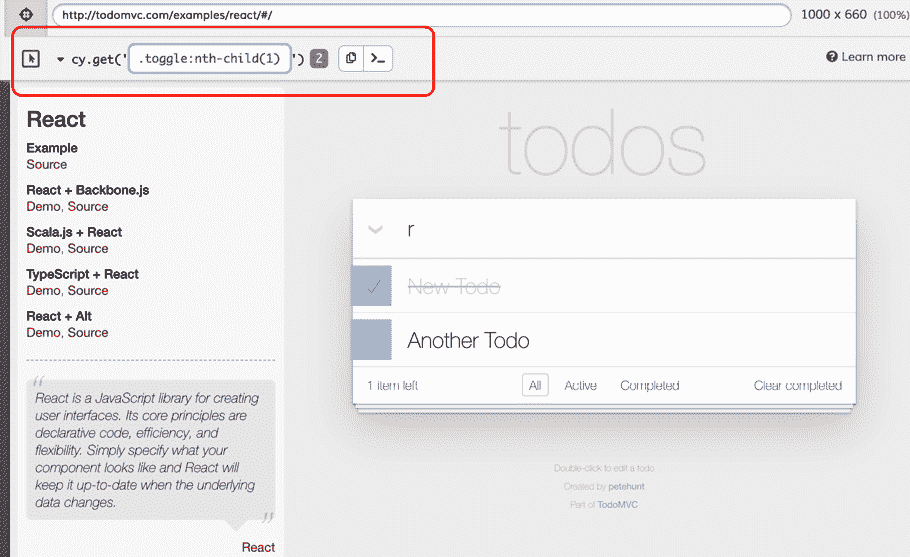 http://todomvc.com/examples/react/#/
1000 x 660 (100%)
cy.get('.toggle:nth-child(1)') 2
Learn more
React
Example
Source
React + Backbone.js
Demo, Source
Scala.js + React
Demo, Source
TypeScript + React
Demo, Source
React + Alt
Demo, Source
“
React is a JavaScript library for creating
user interfaces. Its core principles are
declarative code, efficiency, and
flexibility. Simply specify what your
component looks like and React will
keep it up-to-date when the underlying
data changes.
”
React
todos
r
New Todo
Another Todo
1 item left
All
Active
Completed
Clear completed
Double-click to edit a todo
Created by petehunt
Part of TodoMVC